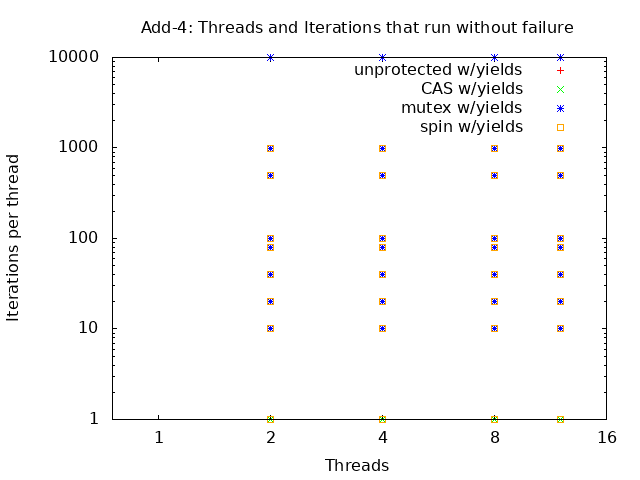 Add-4: Threads and Iterations that run without failure
10000
1000
100
10
1
Iterations per thread
unprotected w/yields
CAS w/yields
mutex w/yields
spin w/yields
1 2 4 8 16
Threads